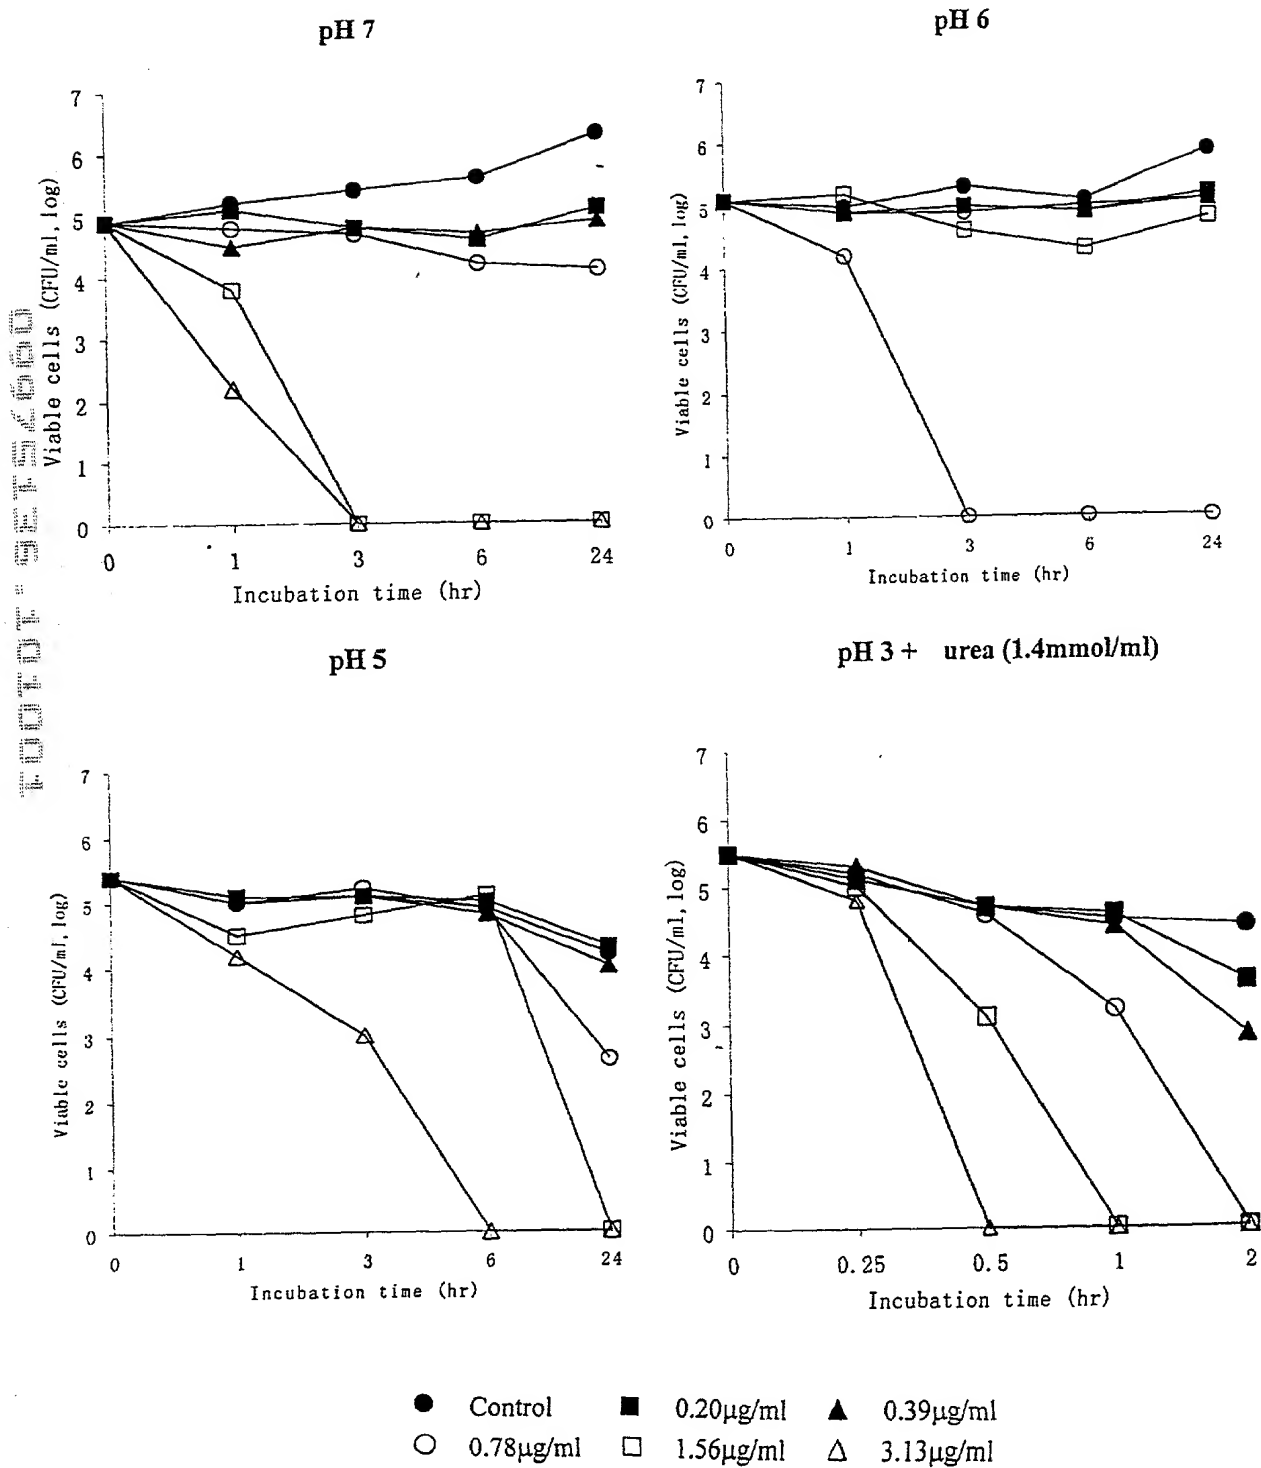 pH 7
7
6
5
4
3
2
1
0
Viable cells (CFU/ml, log)
0 1 3 6 24
Incubation time (hr)
pH 6
7
6
5
4
3
2
1
0
Viable cells (CFU/ml, log)
0 1 3 6 24
Incubation time (hr)
pH 5
7
6
5
4
3
2
1
0
Viable cells (CFU/ml, log)
0 1 3 6 24
Incubation time (hr)
pH 3 + urea (1.4mmol/ml)
7
6
5
4
3
2
1
0
Viable cells (CFU/ml, log)
0 0.25 0.5 1 2
Incubation time (hr)
Control 0.20µg/ml 0.39µg/ml
0.78µg/ml 1.56µg/ml 3.13µg/ml